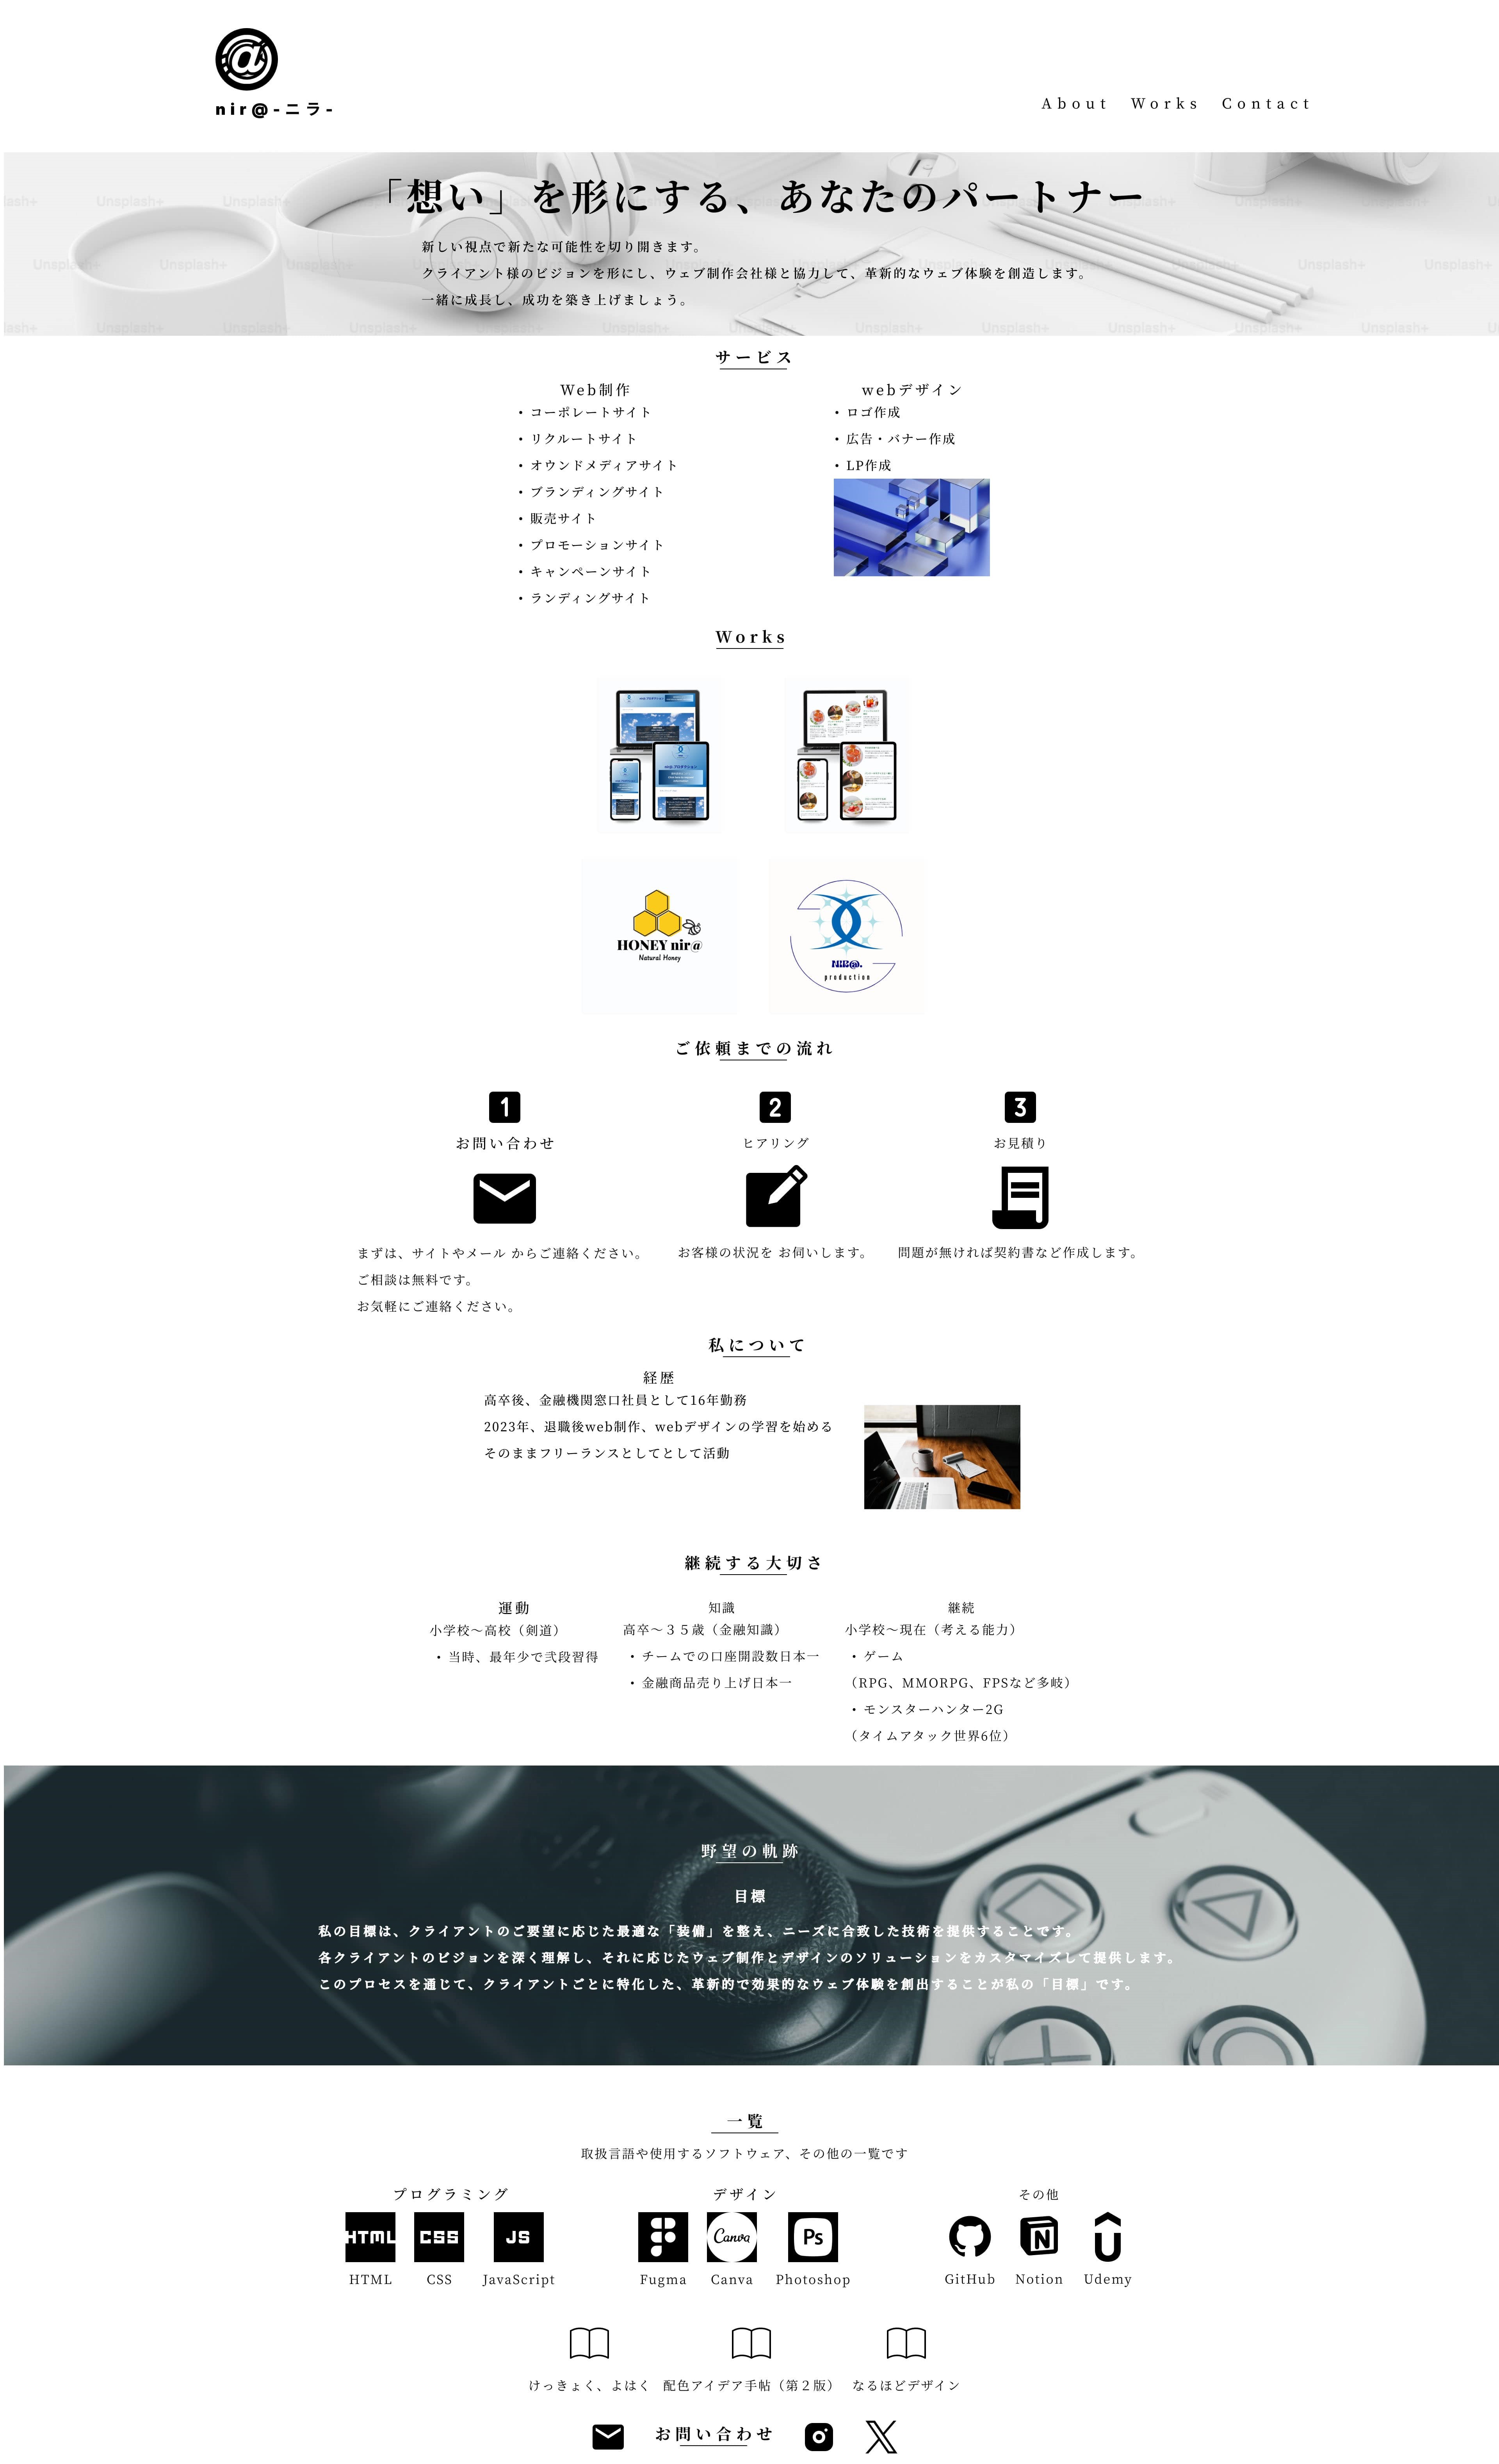 nir@-ニラ-
About Works Contact
「想い」を形にする、あなたのパートナー
新しい視点で新たな可能性を切り開きます。
クライアント様のビジョンを形にし、ウェブ制作会社様と協力して、革新的なウェブ体験を創造します。
一緒に成長し、成功を築き上げましょう。
サービス
Web制作
・コーポレートサイト
・リクルートサイト
・オウンドメディアサイト
・ブランディングサイト
・販売サイト
・プロモーションサイト
・キャンペーンサイト
・ランディングサイト
webデザイン
・ロゴ作成
・広告・バナー作成
・LP作成
Works
HONEY nir@
Natural Honey
NIR@.
production
ご依頼までの流れ
1
お問い合わせ
まずは、サイトやメール からご連絡ください。
ご相談は無料です。
お気軽にご連絡ください。
2
ヒアリング
お客様の状況を お伺いします。
3
お見積り
問題が無ければ契約書など作成します。
私について
経歴
高卒後、金融機関窓口社員として16年勤務
2023年、退職後web制作、webデザインの学習を始める
そのままフリーランスとしてとして活動
継続する大切さ
運動
小学校～高校（剣道）
・当時、最年少で弐段習得
知識
高卒～３５歳（金融知識）
・チームでの口座開設数日本一
・金融商品売り上げ日本一
継続
小学校～現在（考える能力）
・ゲーム
（RPG、MMORPG、FPSなど多岐）
・モンスターハンター2G
（タイムアタック世界6位）
野望の軌跡
目標
私の目標は、クライアントのご要望に応じた最適な「装備」を整え、ニーズに合致した技術を提供することです。
各クライアントのビジョンを深く理解し、それに応じたウェブ制作とデザインのソリューションをカスタマイズして提供します。
このプロセスを通じて、クライアントごとに特化した、革新的で効果的なウェブ体験を創出することが私の「目標」です。
一覧
取扱言語や使用するソフトウェア、その他の一覧です
プログラミング
HTML CSS JS
HTML CSS JavaScript
デザイン
Canva Ps
Fugma Canva Photoshop
その他
GitHub Notion Udemy
けっきょく、よはく 配色アイデア手帖（第２版） なるほどデザイン
お問い合わせ